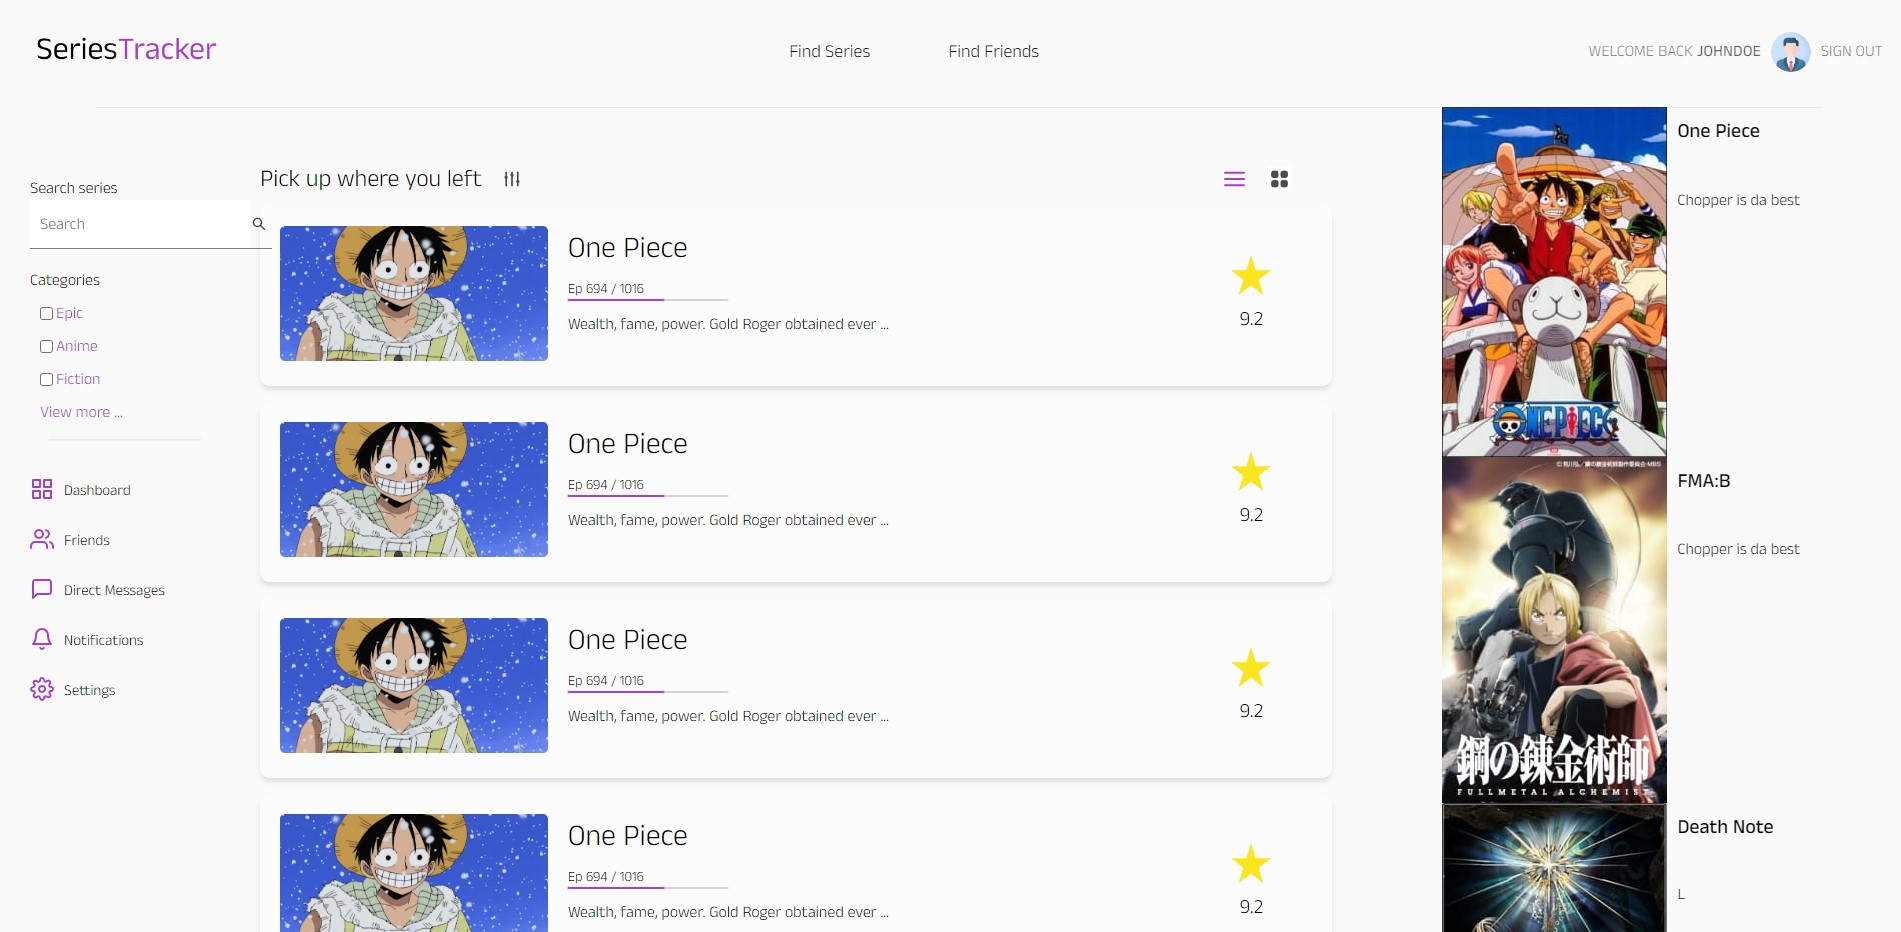 SeriesTracker
Find Series
Find Friends
WELCOME BACK JOHNDOE
SIGN OUT
Search series
Search
Categories
Epic
Anime
Fiction
View more ...
Dashboard
Friends
Direct Messages
Notifications
Settings
Pick up where you left
One Piece
Ep 694 / 1016
Wealth, fame, power. Gold Roger obtained ever ...
9.2
One Piece
Ep 694 / 1016
Wealth, fame, power. Gold Roger obtained ever ...
9.2
One Piece
Ep 694 / 1016
Wealth, fame, power. Gold Roger obtained ever ...
9.2
One Piece
Ep 694 / 1016
Wealth, fame, power. Gold Roger obtained ever ...
9.2
ONE PIECE
One Piece
Chopper is da best
鋼の錬金術師
FULLMETAL ALCHEMIST
FMA:B
Chopper is da best
Death Note
L